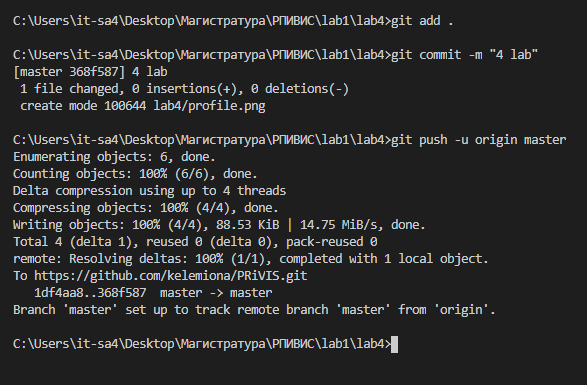 C:\Users\it-sa4\Desktop\Магистратура\РПИВИС\lab1\lab4>git add .
C:\Users\it-sa4\Desktop\Магистратура\РПИВИС\lab1\lab4>git commit -m "4 lab"
[master 368f587] 4 lab
1 file changed, 0 insertions(+), 0 deletions(-)
create mode 100644 lab4/profile.png
C:\Users\it-sa4\Desktop\Магистратура\РПИВИС\lab1\lab4>git push -u origin master
Enumerating objects: 6, done.
Counting objects: 100% (6/6), done.
Delta compression using up to 4 threads
Compressing objects: 100% (4/4), done.
Writing objects: 100% (4/4), 88.53 KiB | 14.75 MiB/s, done.
Total 4 (delta 1), reused 0 (delta 0), pack-reused 0
remote: Resolving deltas: 100% (1/1), completed with 1 local object.
To https://github.com/kelemiona/PRiVIS.git
1df4aa8..368f587  master -> master
Branch 'master' set up to track remote branch 'master' from 'origin'.
C:\Users\it-sa4\Desktop\Магистратура\РПИВИС\lab1\lab4>